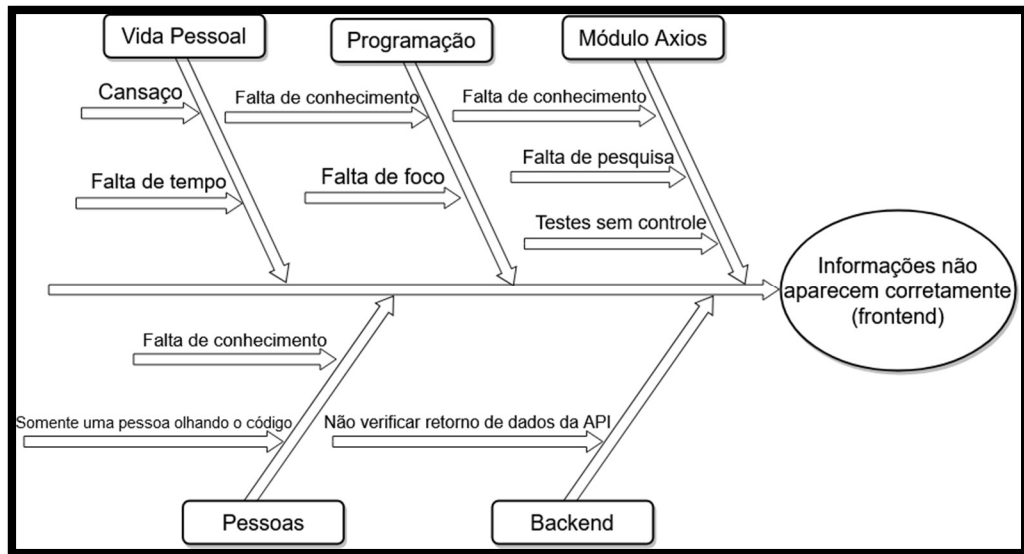 Vida Pessoal
Programação
Módulo Axios
Cansaço
Falta de conhecimento
Falta de conhecimento
Falta de tempo
Falta de foco
Falta de pesquisa
Testes sem controle
Informações não
aparecem corretamente
(frontend)
Falta de conhecimento
Somente uma pessoa olhando o código
Não verificar retorno de dados da API
Pessoas
Backend